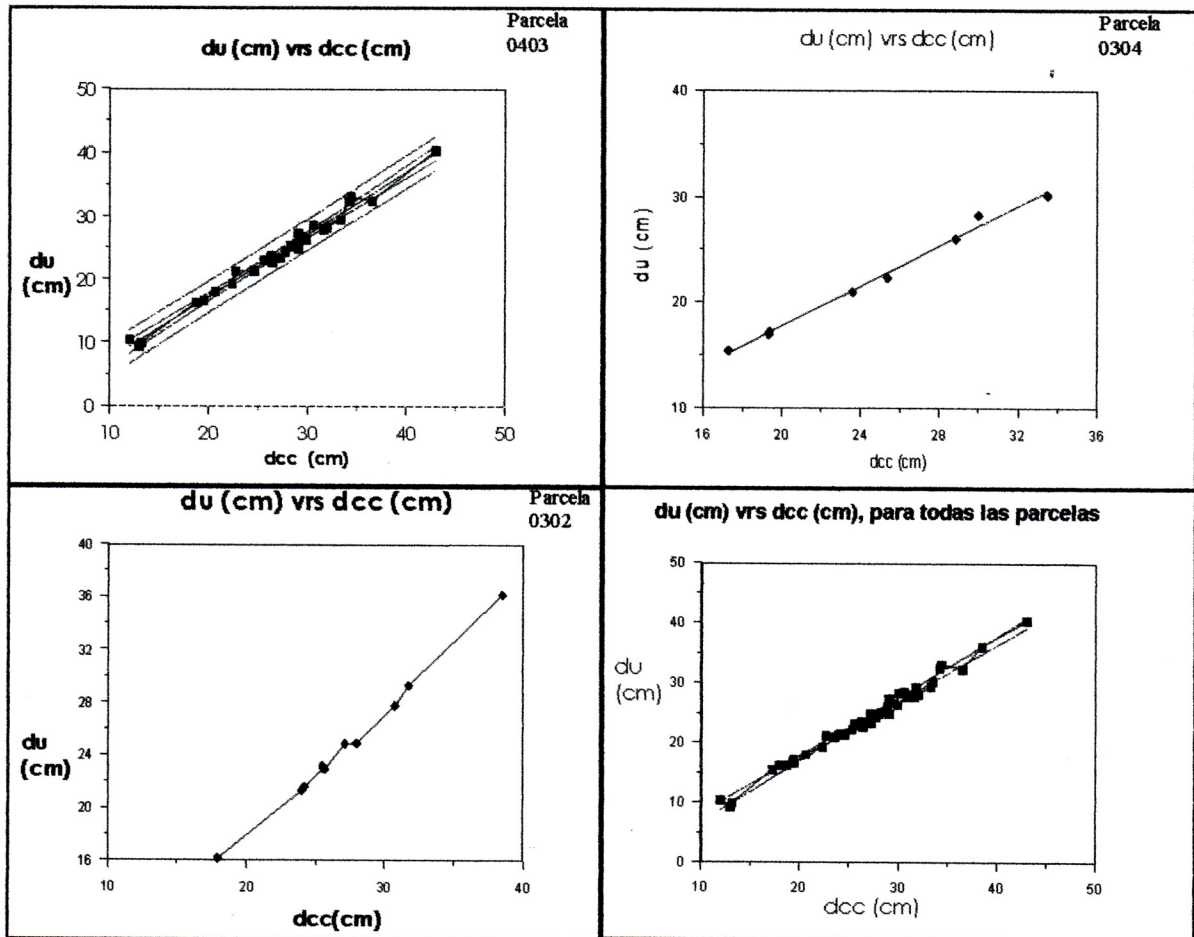 Parcela
0403
du (cm) vrs dcc (cm)
50
40
30
20
10
0
du
(cm)
10 20 30 40 50
dcc (cm)
Parcela
0304
du (cm) vrs dcc (cm)
40
30
20
10
du (cm)
16 20 24 28 32 36
dcc (cm)
Parcela
0302
du (cm) vrs dcc (cm)
40
36
32
28
24
20
16
du
(cm)
10 20 30 40
dcc(cm)
du (cm) vrs dcc (cm), para todas las parcelas
50
40
30
20
10
0
du
(cm)
10 20 30 40 50
dcc (cm)